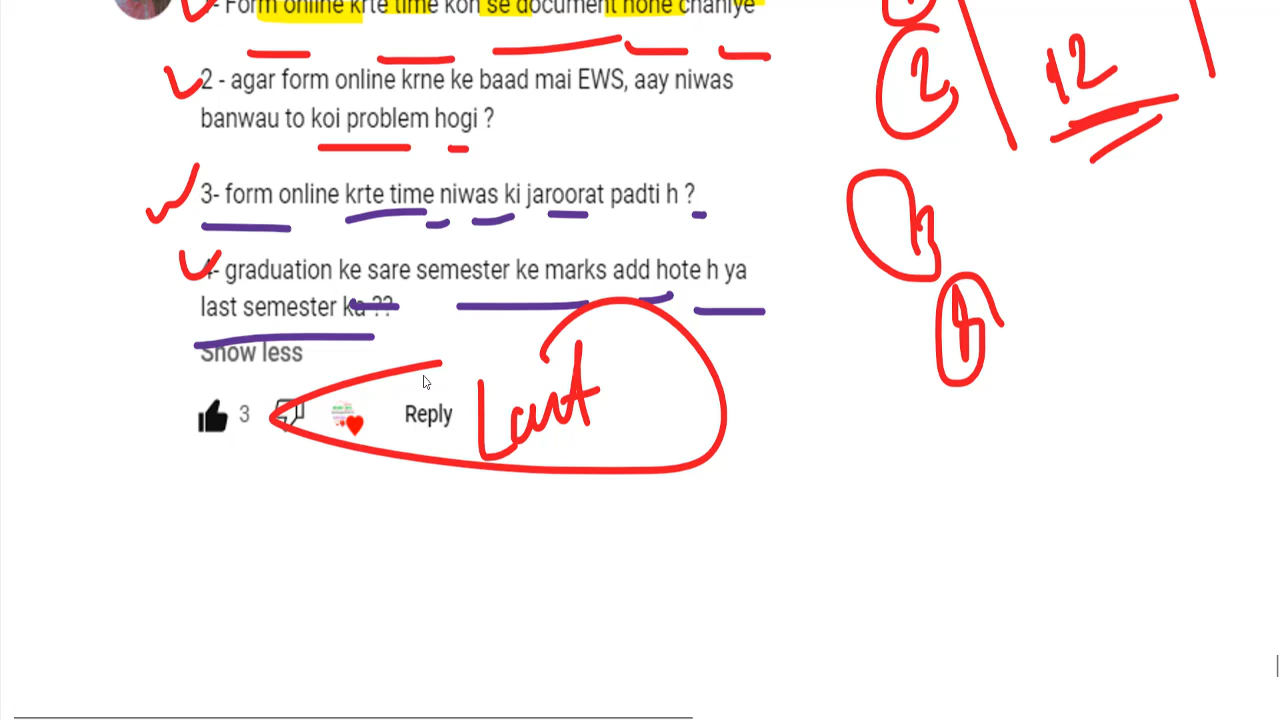 - Form online krte time kon se document hone chahiye
2 - agar form online krne ke baad mai EWS, aay niwas
banwau to koi problem hogi ?
3- form online krte time niwas ki jaroorat padti h ?
4- graduation ke sare semester ke marks add hote h ya
last semester ka ??
Show less
3 Reply
Last
2
12